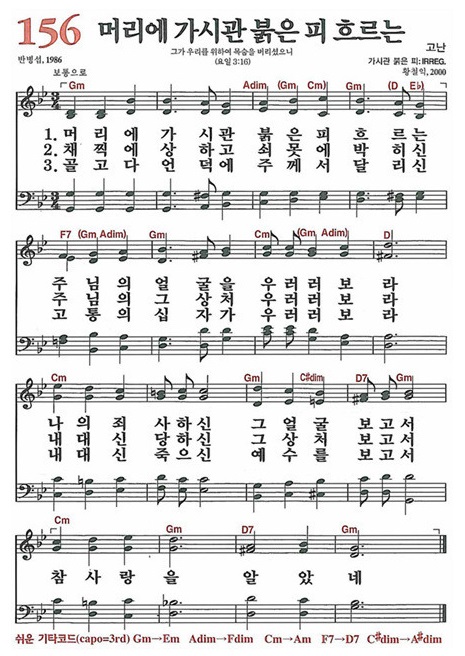 156 머리에 가시관 붉은 피 흐르는
그가 우리를 위하여 목숨을 버리셨으니
(요일 3:16)
고난
반병섭, 1986
가시관 붉은 피: IRREG.
황철익, 2000
보통으로
Gm Adim (Gm Cm) Gm (D E♭)
1. 머 리 에 가 시 관 붉 은 피 흐 르 는
2. 채 찍 에 상 하 고 쇠 못 에 박 히 신
3. 골 고 다 언 덕 에 주 께 서 달 리 신
F7 (Gm Adim) Gm Cm (Gm Adim) D
주 님 의 얼 굴 을 우 러 러 보 라
주 님 의 그 상 처 우 러 러 보 라
고 통 의 십 자 가 우 러 러 보 라
Cm Gm C#dim D7 Gm
나 의 죄 사 하 신 그 얼 굴 보 고 서
내 대 신 당 하 신 그 상 처 보 고 서
내 대 신 죽 으 신 예 수 를 보 고 서
Cm Gm D7 Gm
참 사 랑 을 알 았 네
쉬운 기타코드(capo=3rd) Gm→Em Adim→Fdim Cm→Am F7→D7 C#dim→A#dim